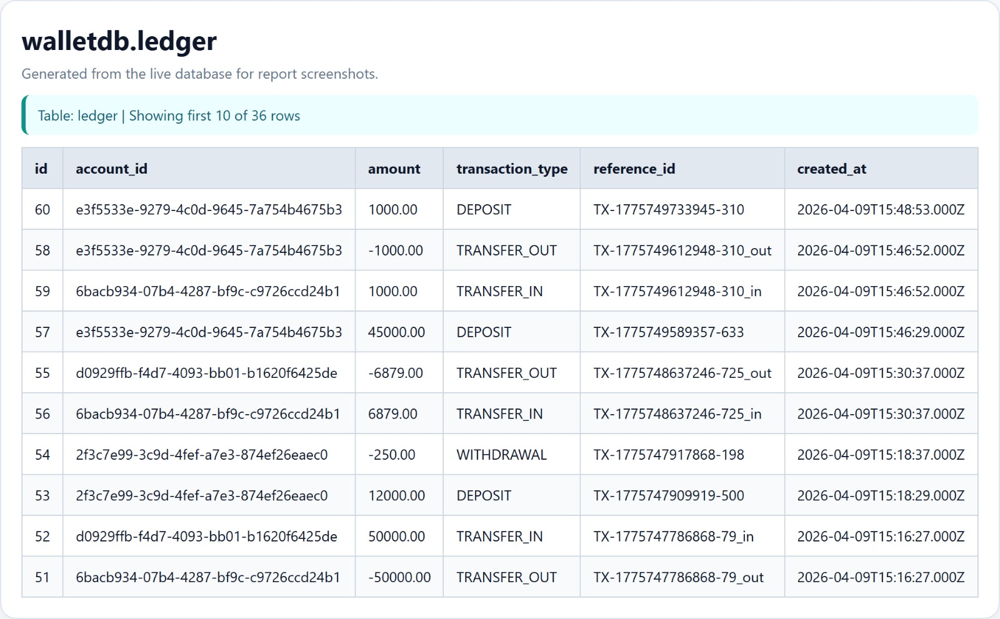 walletdb.ledger
Generated from the live database for report screenshots.
Table: ledger | Showing first 10 of 36 rows
id account_id amount transaction_type reference_id created_at
60 e3f5533e-9279-4c0d-9645-7a754b4675b3 1000.00 DEPOSIT TX-1775749733945-310 2026-04-09T15:48:53.000Z
58 e3f5533e-9279-4c0d-9645-7a754b4675b3 -1000.00 TRANSFER_OUT TX-1775749612948-310_out 2026-04-09T15:46:52.000Z
59 6bacb934-07b4-4287-bf9c-c9726ccd24b1 1000.00 TRANSFER_IN TX-1775749612948-310_in 2026-04-09T15:46:52.000Z
57 e3f5533e-9279-4c0d-9645-7a754b4675b3 45000.00 DEPOSIT TX-1775749589357-633 2026-04-09T15:46:29.000Z
55 d0929ffb-f4d7-4093-bb01-b1620f6425de -6879.00 TRANSFER_OUT TX-1775748637246-725_out 2026-04-09T15:30:37.000Z
56 6bacb934-07b4-4287-bf9c-c9726ccd24b1 6879.00 TRANSFER_IN TX-1775748637246-725_in 2026-04-09T15:30:37.000Z
54 2f3c7e99-3c9d-4fef-a7e3-874ef26eaec0 -250.00 WITHDRAWAL TX-1775747917868-198 2026-04-09T15:18:37.000Z
53 2f3c7e99-3c9d-4fef-a7e3-874ef26eaec0 12000.00 DEPOSIT TX-1775747909919-500 2026-04-09T15:18:29.000Z
52 d0929ffb-f4d7-4093-bb01-b1620f6425de 50000.00 TRANSFER_IN TX-1775747786868-79_in 2026-04-09T15:16:27.000Z
51 6bacb934-07b4-4287-bf9c-c9726ccd24b1 -50000.00 TRANSFER_OUT TX-1775747786868-79_out 2026-04-09T15:16:27.000Z